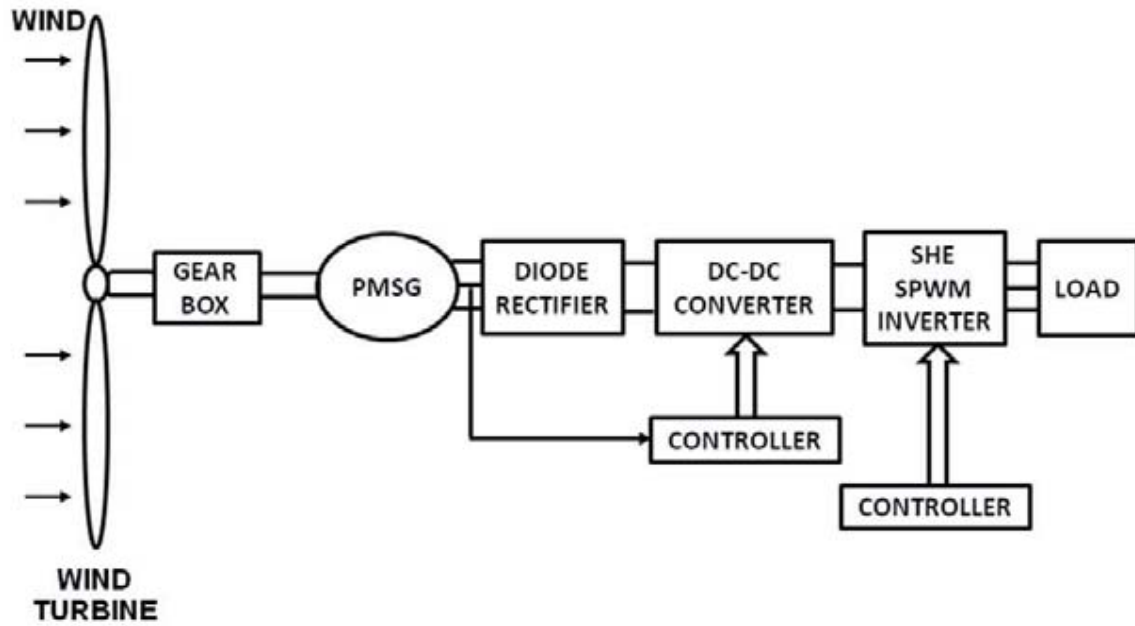 WIND
GEAR
BOX
PMSG
DIODE
RECTIFIER
DC-DC
CONVERTER
SHE
SPWM
INVERTER
LOAD
CONTROLLER
CONTROLLER
WIND
TURBINE